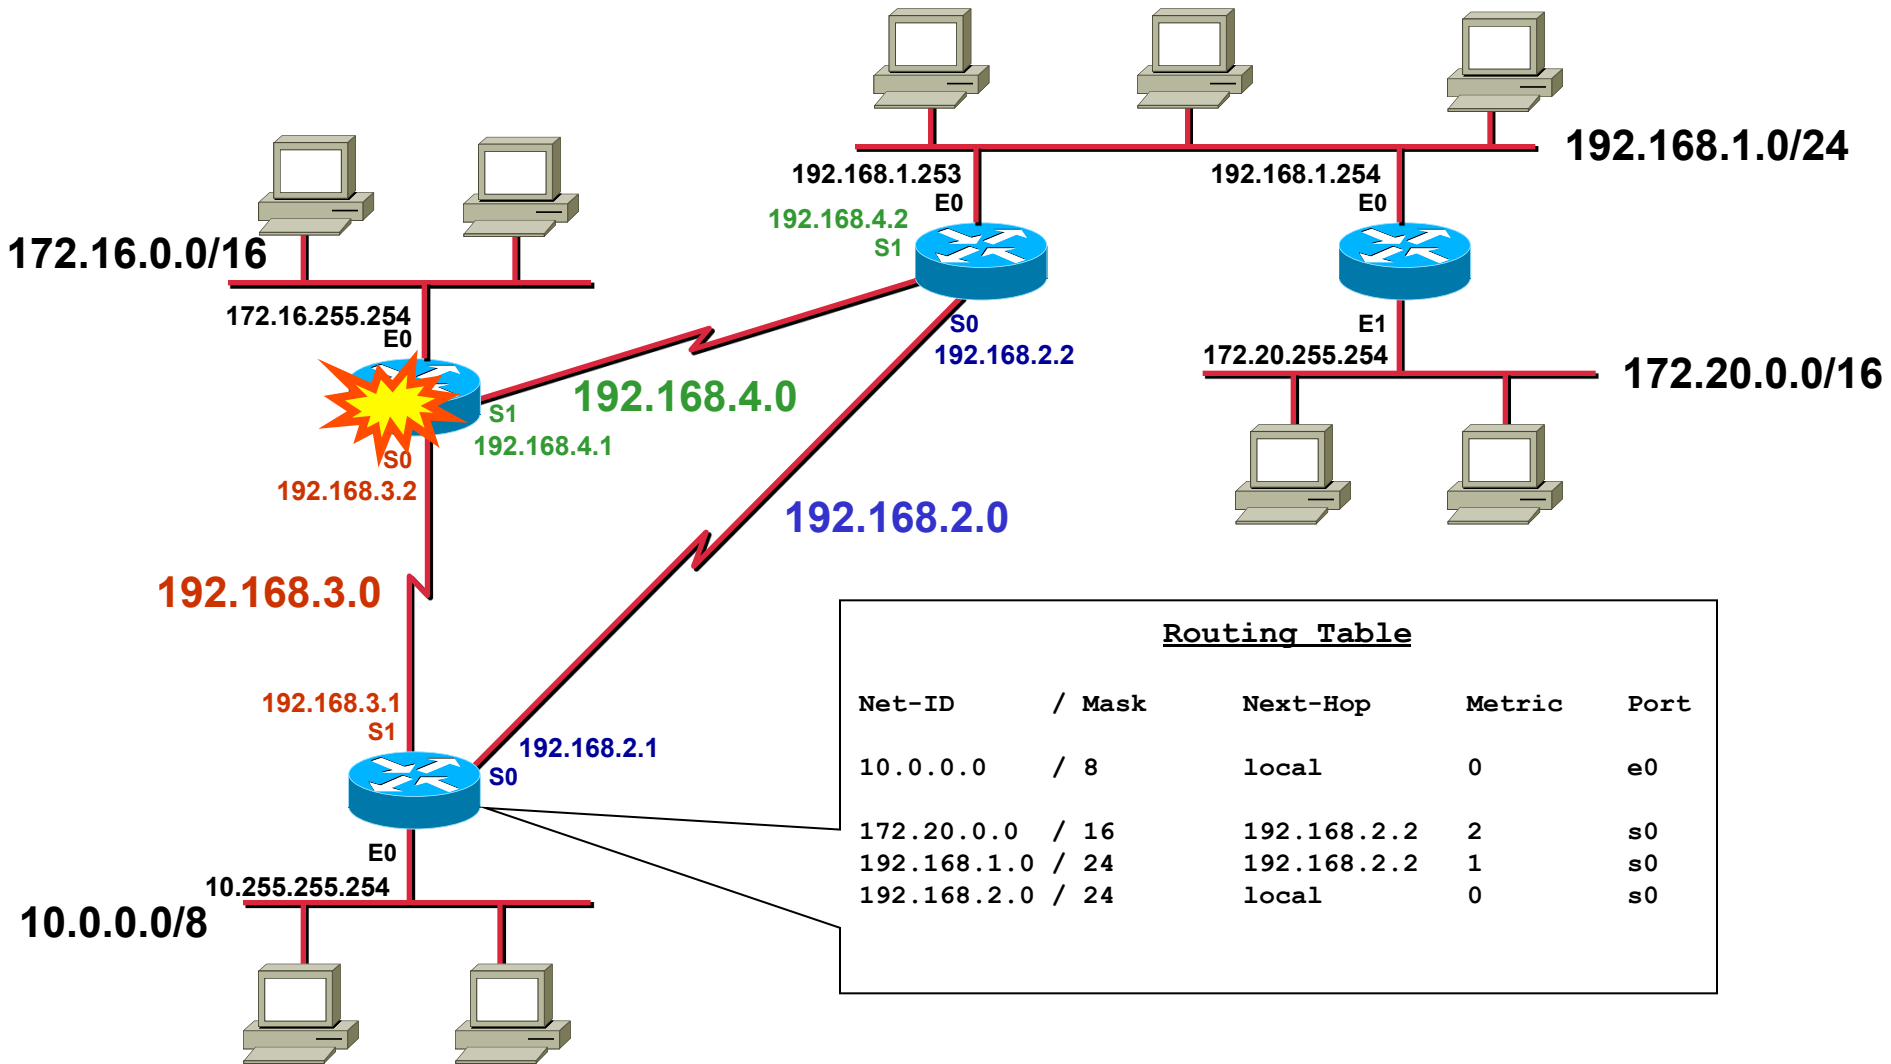 192.168.1.0/24
192.168.1.253
192.168.1.254
E0
E0
192.168.4.2
S1
172.16.0.0/16
172.16.255.254
E0
S0
192.168.2.2
E1
172.20.255.254
172.20.0.0/16
192.168.4.0
S1
192.168.4.1
S0
192.168.3.2
192.168.2.0
192.168.3.0
192.168.3.1
S1
192.168.2.1
S0
E0
10.255.255.254
10.0.0.0/8
Routing Table
Net-ID / Mask Next-Hop Metric Port
10.0.0.0 / 8 local 0 e0
172.20.0.0 / 16 192.168.2.2 2 s0
192.168.1.0 / 24 192.168.2.2 1 s0
192.168.2.0 / 24 local 0 s0